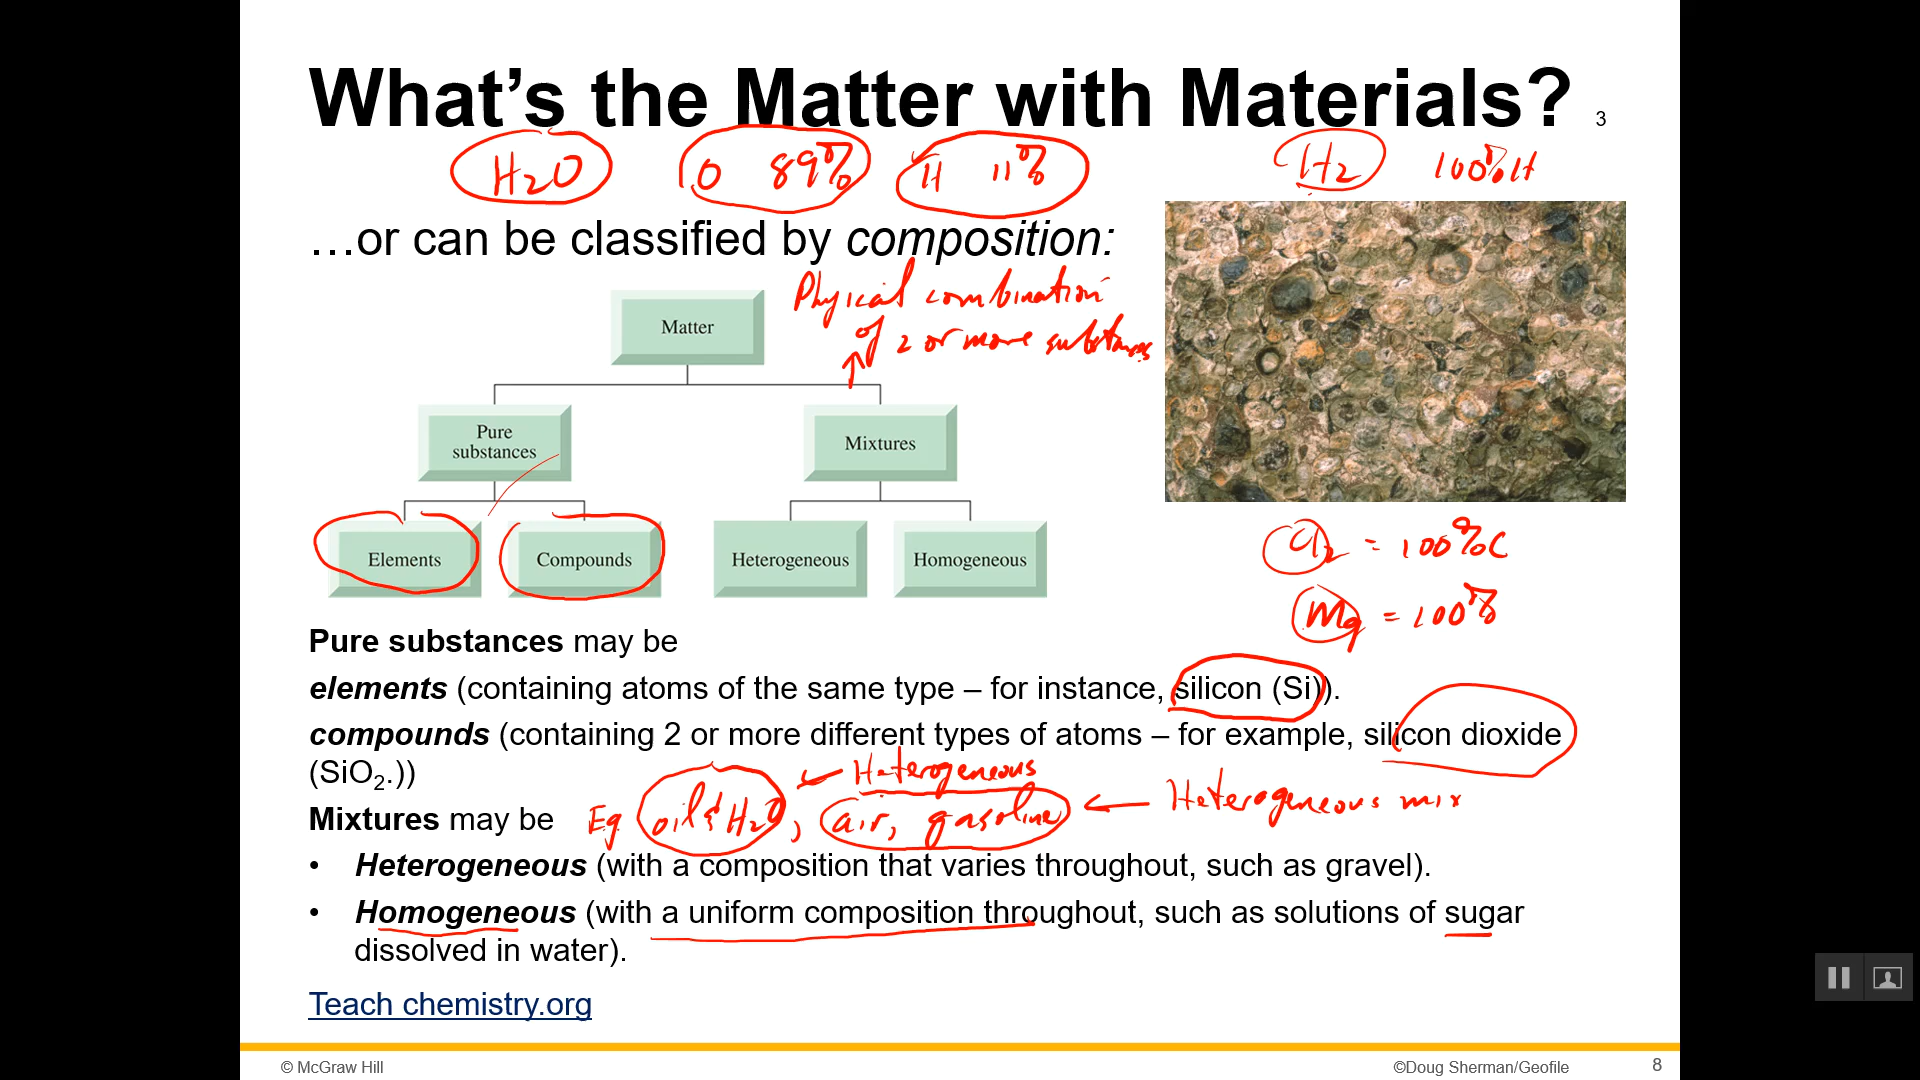 What's the Matter with Materials? 3
H2O O 89% H 11% H2 100% H
…or can be classified by composition:
Physical combination
of 2 or more substances
Matter
Pure
substances
Mixtures
Elements Compounds Heterogeneous Homogeneous
= 100% C
Mg = 100%
Pure substances may be
elements (containing atoms of the same type – for instance, silicon (Si)).
compounds (containing 2 or more different types of atoms – for example, silicon dioxide
(SiO2.))
Heterogeneous
Mixtures may be Eg oil & H2O, air, gasoline Heterogeneous mix
• Heterogeneous (with a composition that varies throughout, such as gravel).
• Homogeneous (with a uniform composition throughout, such as solutions of sugar
dissolved in water).
Teach chemistry.org
© McGraw Hill ©Doug Sherman/Geofile 8